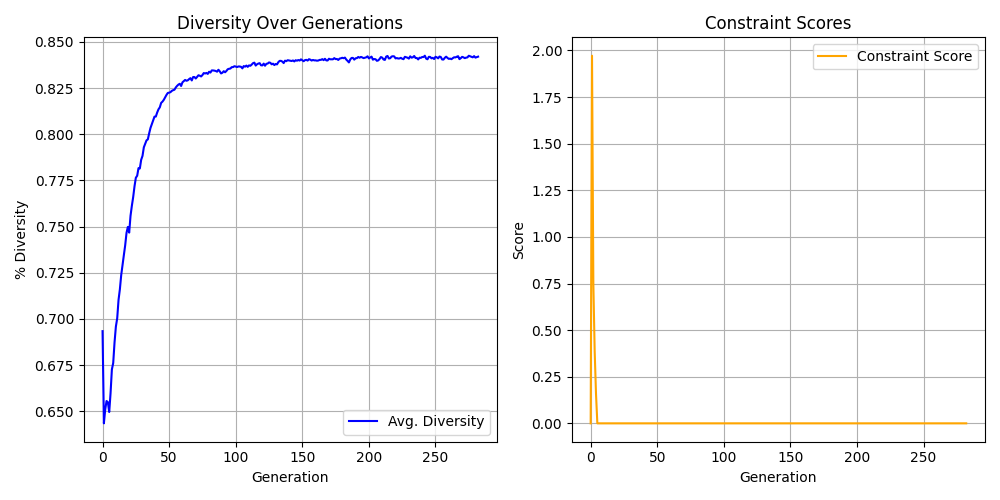 Diversity Over Generations
% Diversity
0.850
0.825
0.800
0.775
0.750
0.725
0.700
0.675
0.650
0 50 100 150 200 250
Generation
Avg. Diversity
Constraint Scores
Score
2.00
1.75
1.50
1.25
1.00
0.75
0.50
0.25
0.00
0 50 100 150 200 250
Generation
Constraint Score